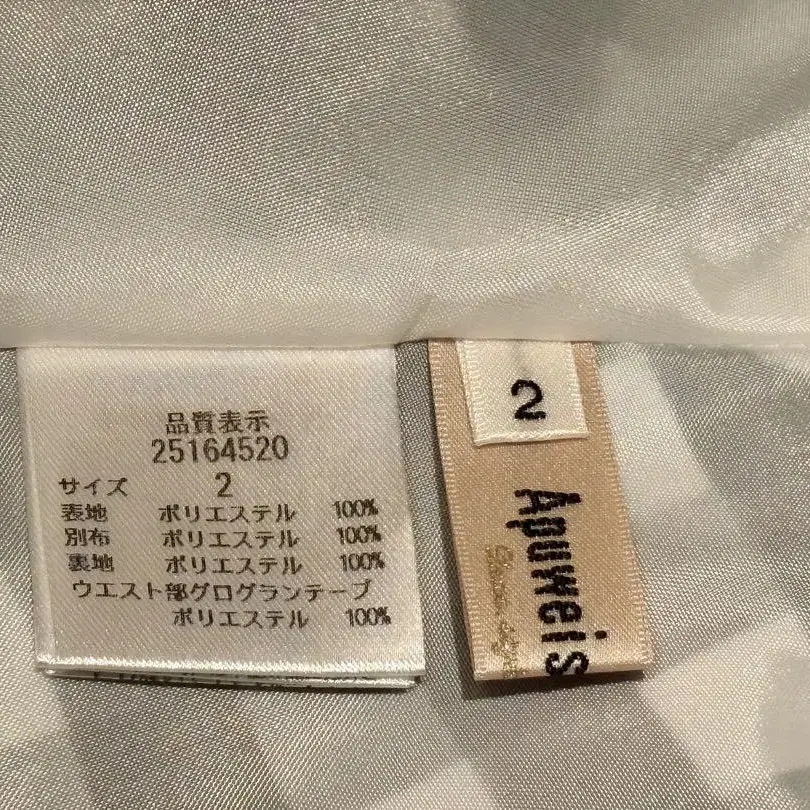 品質表示
25164520
サイズ 2
表地 ポリエステル 100%
別布 ポリエステル 100%
裏地 ポリエステル 100%
ウエスト部グログランテープ
ポリエステル 100%
2
Apuweis